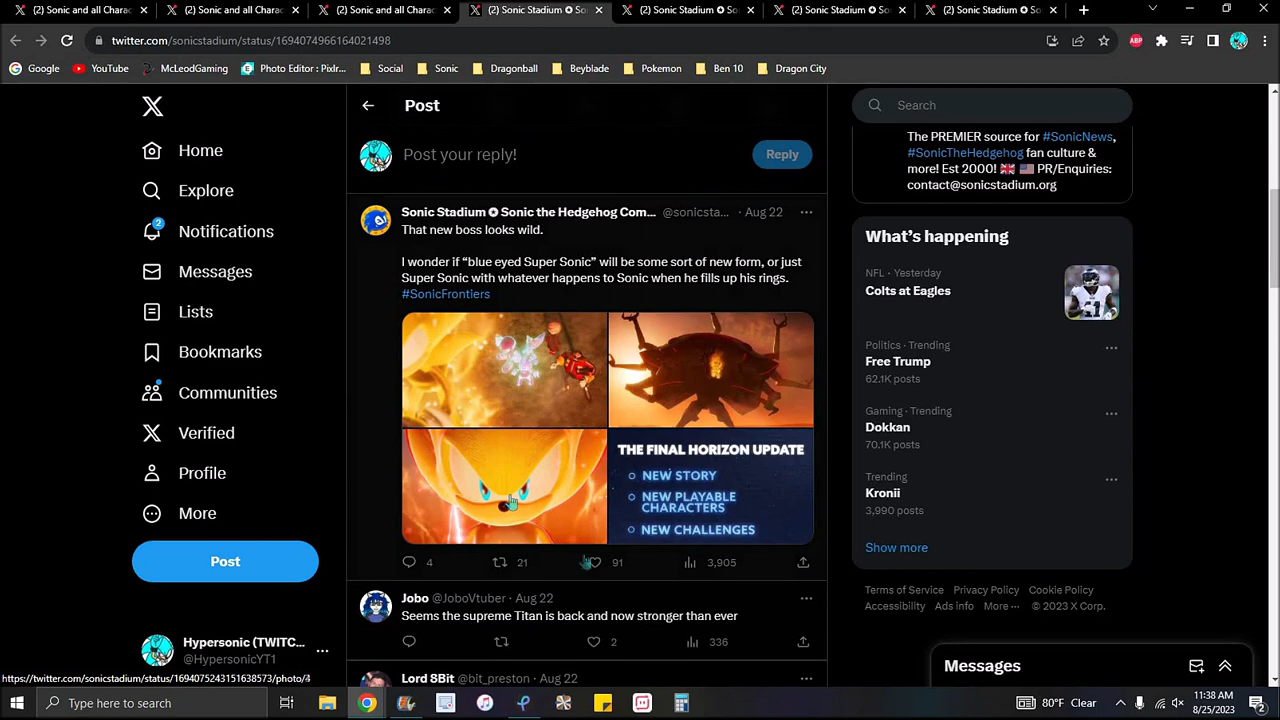 (2) Sonic and all Charac
(2) Sonic and all Charac
(2) Sonic and all Charac
(2) Sonic Stadium ✪ So
(2) Sonic Stadium ✪ So
(2) Sonic Stadium ✪ So
(2) Sonic Stadium ✪ So
twitter.com/sonicstadium/status/1694074966164021498
ABP
Google
YouTube
McLeodGaming
Photo Editor : Pixlr...
Social
Sonic
Dragonball
Beyblade
Pokemon
Ben 10
Dragon City
Home
Explore
2
Notifications
Messages
Lists
Bookmarks
Communities
Verified
Profile
More
Post
Hypersonic (TWITC...
@HypersonicYT1
Post
Post your reply!
Reply
Sonic Stadium ✪ Sonic the Hedgehog Com... @sonicsta... · Aug 22
That new boss looks wild.
I wonder if “blue eyed Super Sonic” will be some sort of new form, or just
Super Sonic with whatever happens to Sonic when he fills up his rings.
#SonicFrontiers
THE FINAL HORIZON UPDATE
NEW STORY
NEW PLAYABLE
CHARACTERS
NEW CHALLENGES
4
21
91
3,905
Jobo @JoboVtuber · Aug 22
Seems the supreme Titan is back and now stronger than ever
2
336
Lord 8Bit @bit_preston · Aug 22
Search
The PREMIER source for #SonicNews,
#SonicTheHedgehog fan culture &
more! Est 2000! 🇬🇧 🇺🇸 PR/Enquiries:
contact@sonicstadium.org
What’s happening
NFL · Yesterday
Colts at Eagles
Politics · Trending
Free Trump
62.1K posts
Gaming · Trending
Dokkan
70.1K posts
Trending
Kronii
3,990 posts
Show more
Terms of Service Privacy Policy Cookie Policy
Accessibility Ads info More ··· © 2023 X Corp.
Messages
https://twitter.com/sonicstadium/status/1694075243151638573/photo/4
Type here to search
80°F Clear
11:38 AM
8/25/2023
2